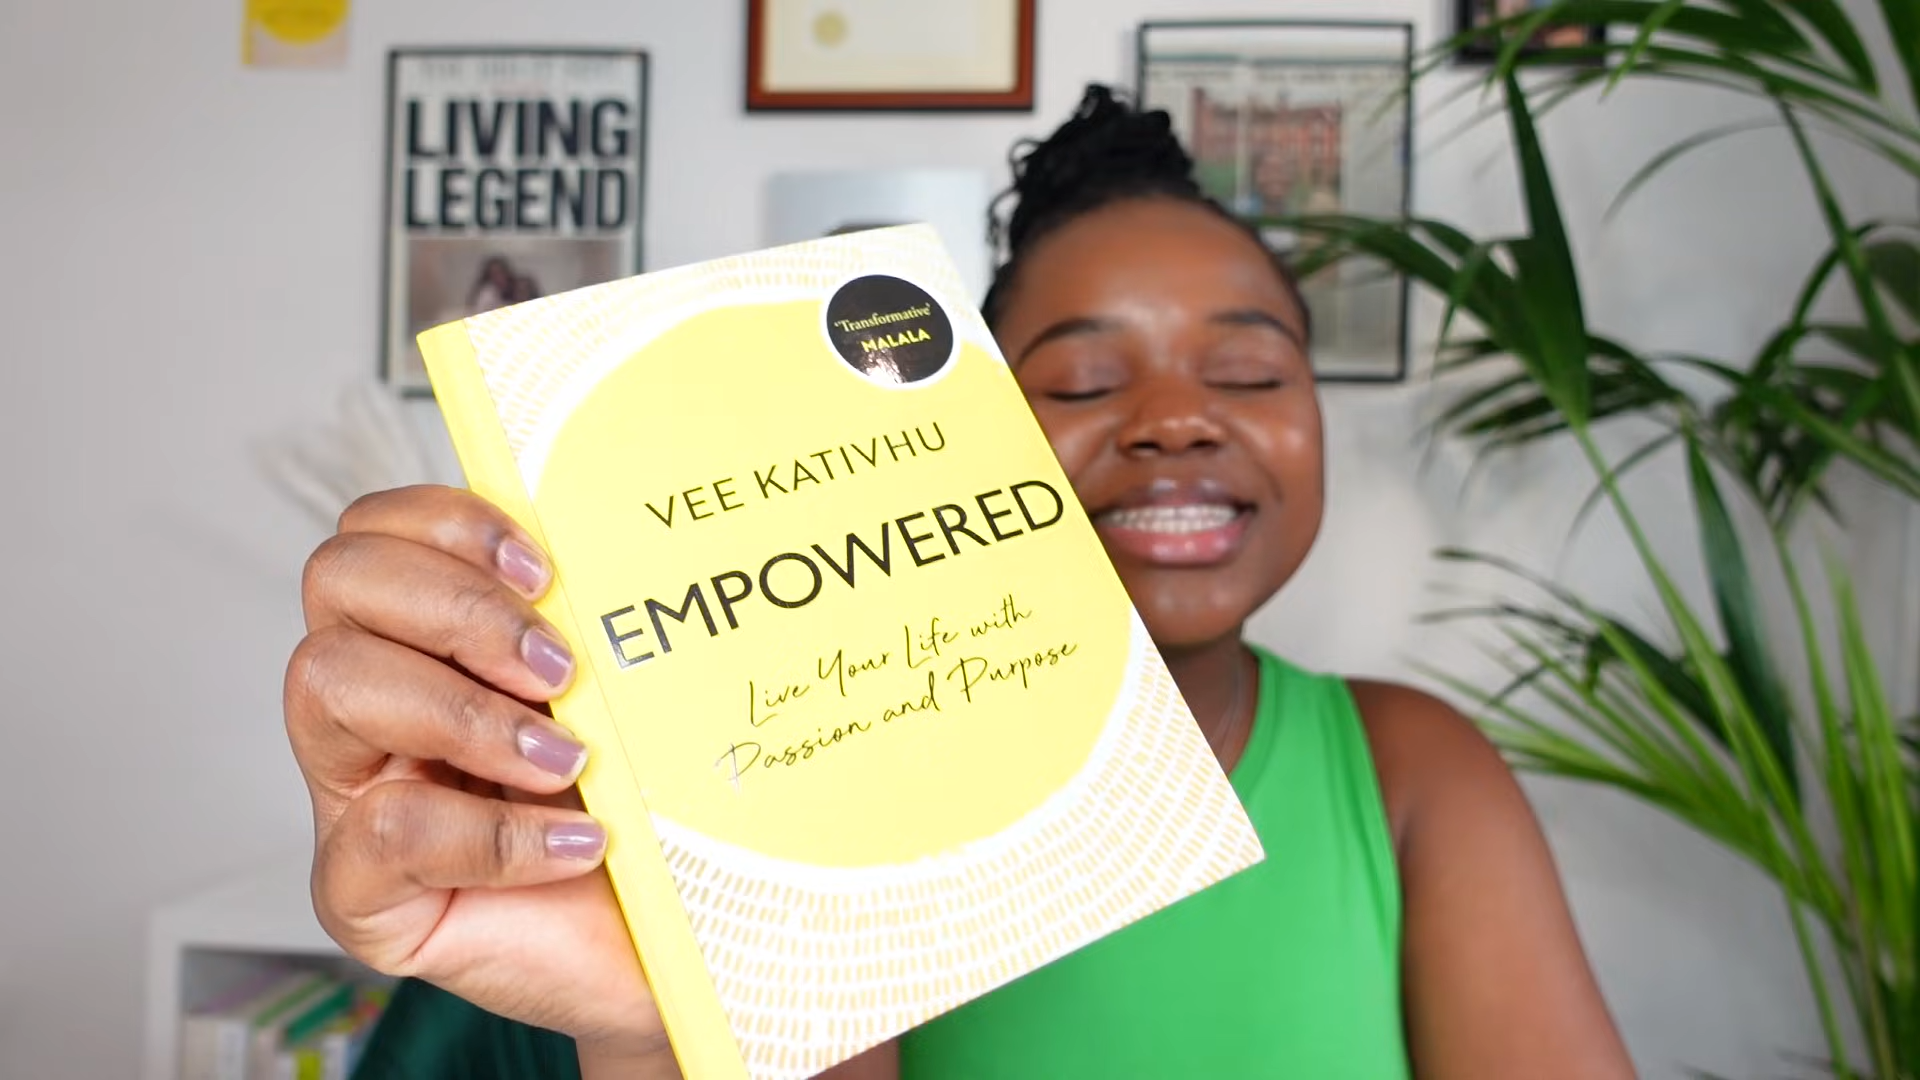 LIVING
LEGEND
'Transformative'
MALALA
VEE KATIVHU
EMPOWERED
Live Your Life with
Passion and Purpose